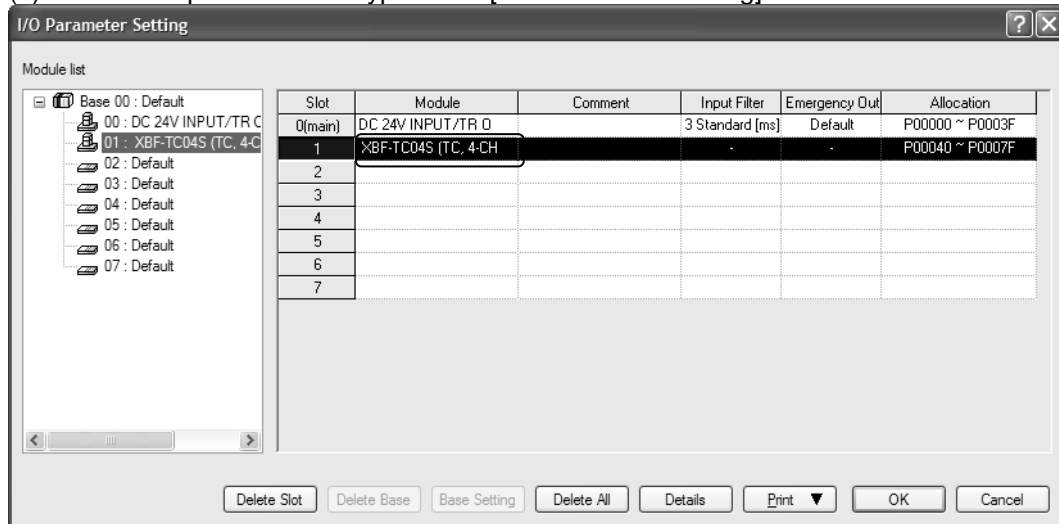 I/O Parameter Setting
Module list
Base 00 : Default
00 : DC 24V INPUT/TR O
01 : XBF-TC04S (TC, 4-C
02 : Default
03 : Default
04 : Default
05 : Default
06 : Default
07 : Default
Slot Module Comment Input Filter Emergency Out Allocation
0(main) DC 24V INPUT/TR O 3 Standard [ms] Default P00000 ~ P0003F
1 XBF-TC04S (TC, 4-CH - - P00040 ~ P0007F
2
3
4
5
6
7
Delete Slot Delete Base Base Setting Delete All Details Print ▼ OK Cancel